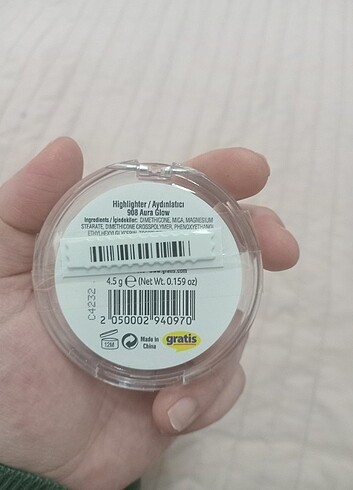 Highlighter / Aydınlatıcı
908 Aura Glow
Ingredients / İçindekiler: DIMETHICONE, MICA, MAGNESIUM
STEARATE, DIMETHICONE CROSSPOLYMER, PHENOXYETHANOL
ETHYLHEXYLGLYCERIN
4.5 g e (Net Wt. 0.159 oz)
C4232
2 050002 940970
12M
Made in
China
gratis